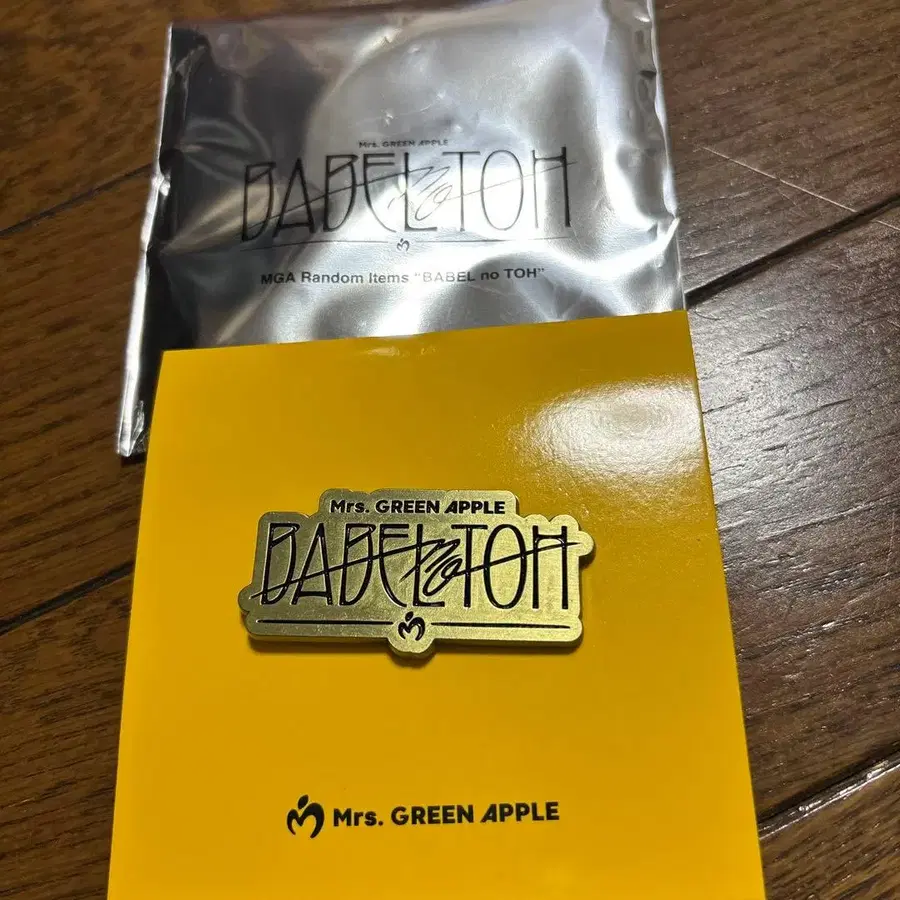 Mrs. GREEN APPLE
BABEL no TOH
MGA Random Items "BABEL no TOH"
Mrs. GREEN APPLE
BABEL no TOH
Mrs. GREEN APPLE